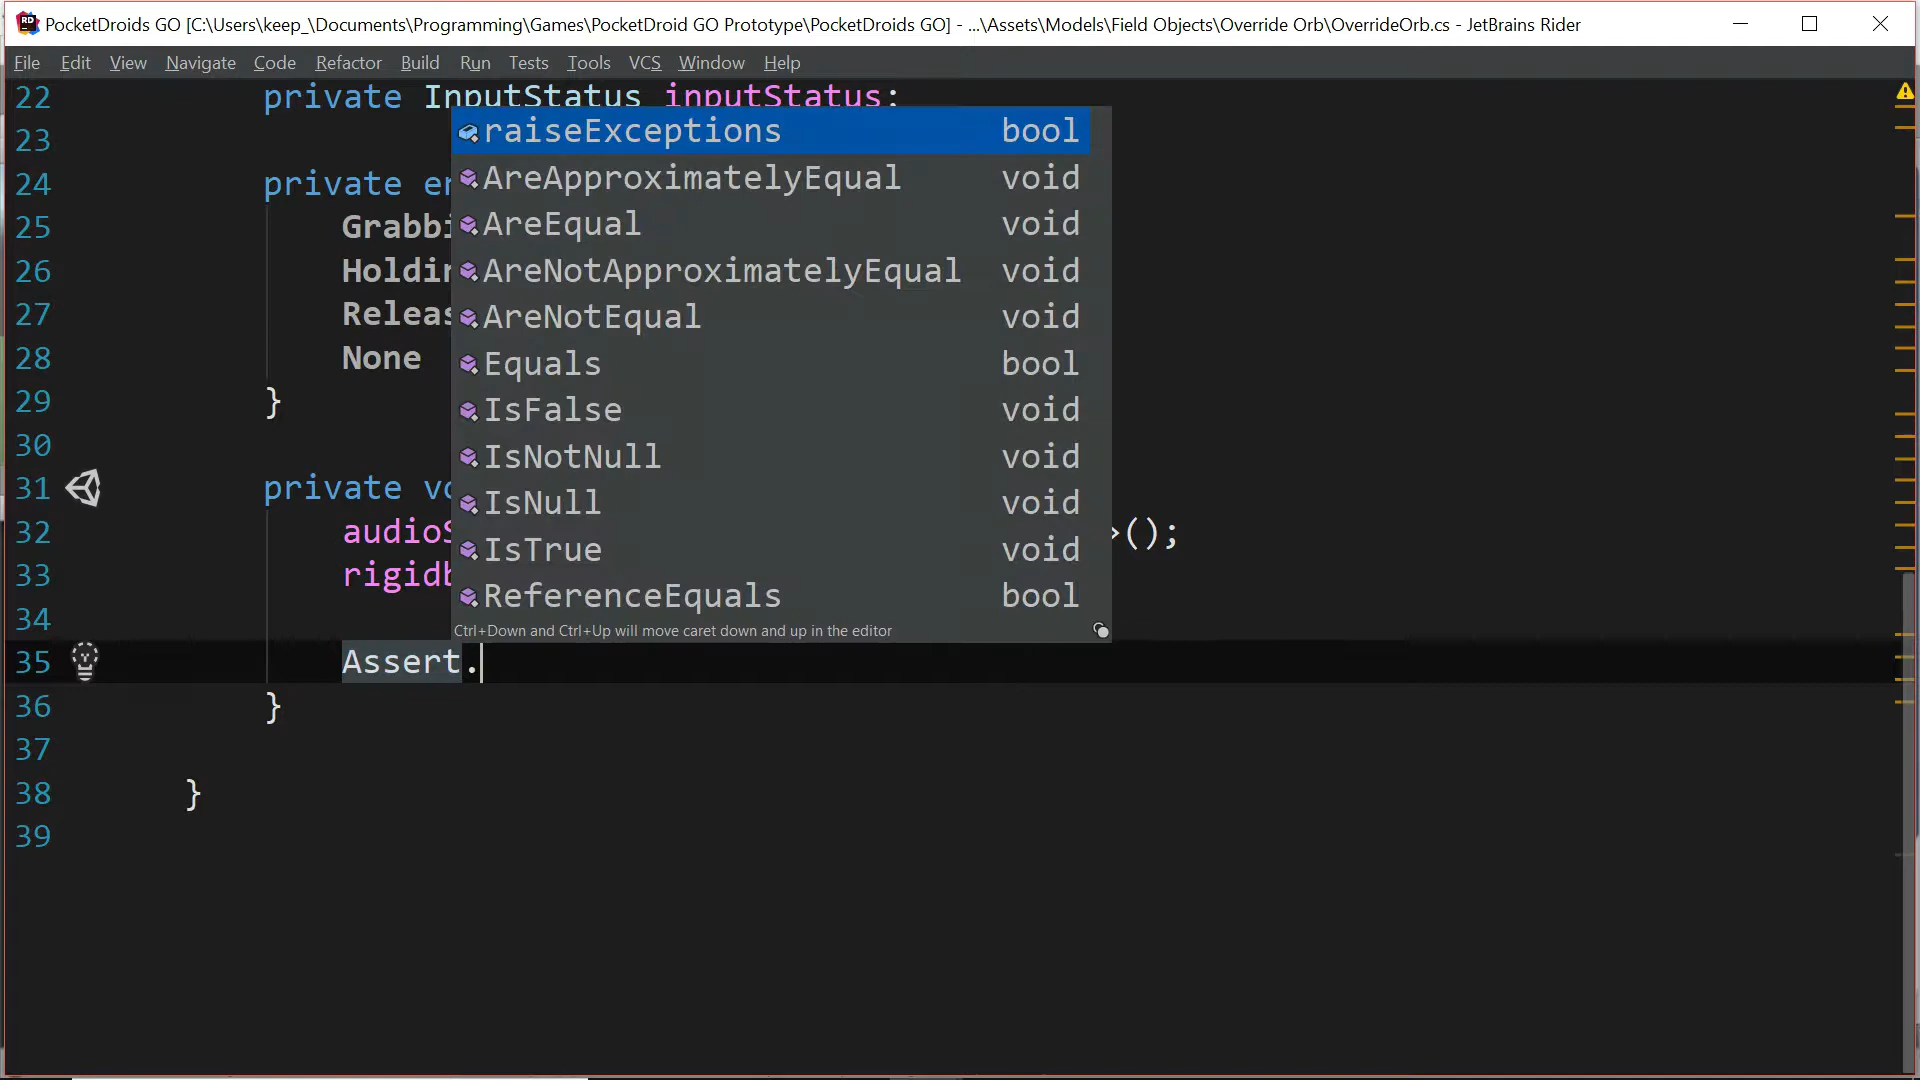 PocketDroids GO [C:\Users\keep_\Documents\Programming\Games\PocketDroid GO Prototype\PocketDroids GO] - ...\Assets\Models\Field Objects\Override Orb\OverrideOrb.cs - JetBrains Rider
File Edit View Navigate Code Refactor Build Run Tests Tools VCS Window Help
22 private InputStatus inputStatus;
23 raiseExceptions bool
AreApproximatelyEqual void
24 private en
25 Grabbi AreEqual void
26 Holdin AreNotApproximatelyEqual void
27 Releas AreNotEqual void
28 None Equals bool
29 } IsFalse void
30 IsNotNull void
31 private vo IsNull void
32 audioS >(); IsTrue void
33 rigidb ReferenceEquals bool
34 Ctrl+Down and Ctrl+Up will move caret down and up in the editor
35 Assert.
36 }
37
38 }
39